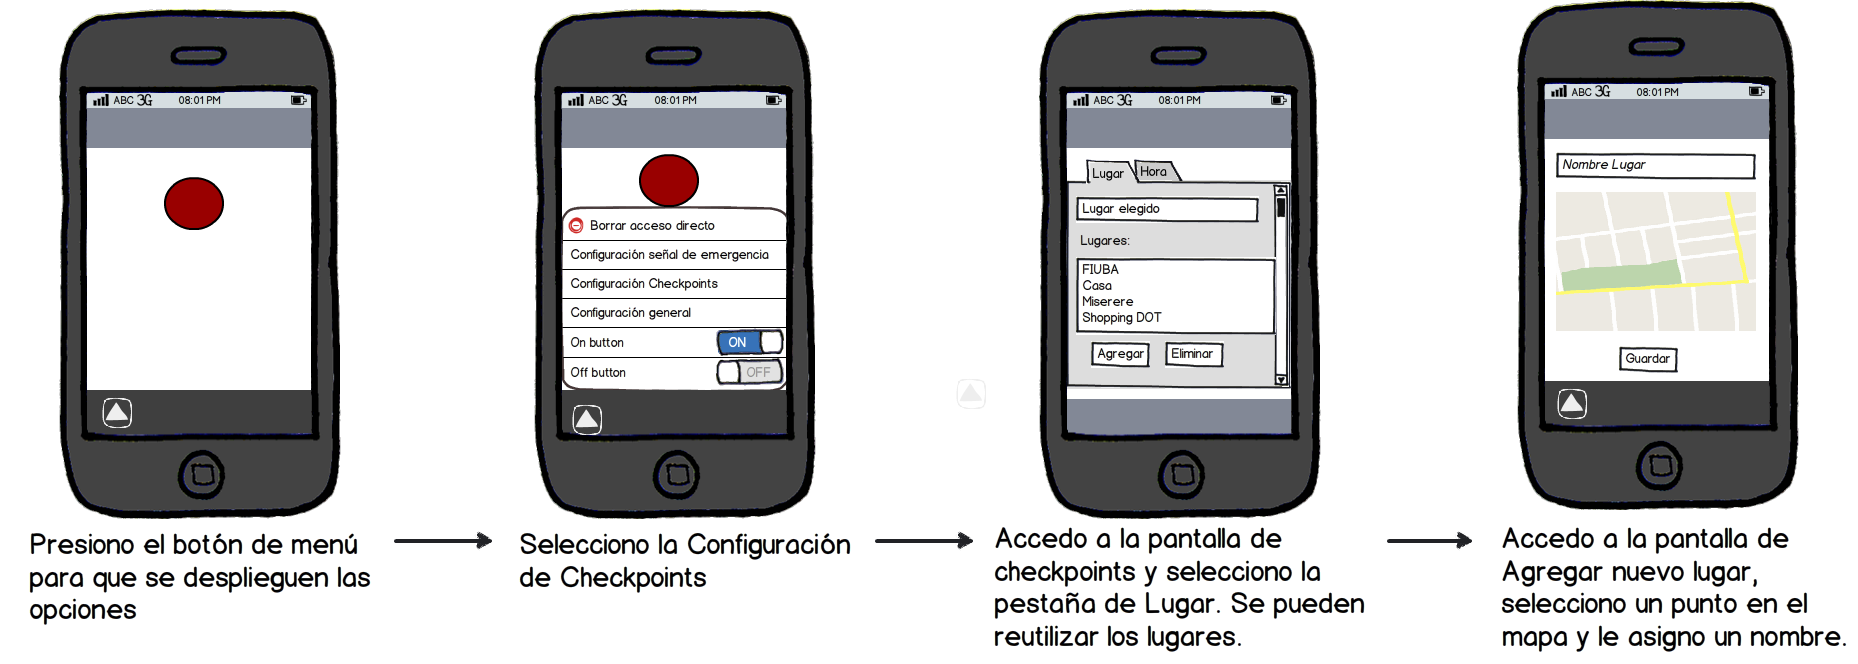 ABC 3G 08:01 PM
Presiono el botón de menú
para que se desplieguen las
opciones
ABC 3G 08:01 PM
Borrar acceso directo
Configuración señal de emergencia
Configuración Checkpoints
Configuración general
On button ON
Off button OFF
Selecciono la Configuración
de Checkpoints
ABC 3G 08:01 PM
Lugar Hora
Lugar elegido
Lugares:
FIUBA
Casa
Miserere
Shopping DOT
Agregar Eliminar
Accedo a la pantalla de
checkpoints y selecciono la
pestaña de Lugar. Se pueden
reutilizar los lugares.
ABC 3G 08:01 PM
Nombre Lugar
Guardar
Accedo a la pantalla de
Agregar nuevo lugar,
selecciono un punto en el
mapa y le asigno un nombre.